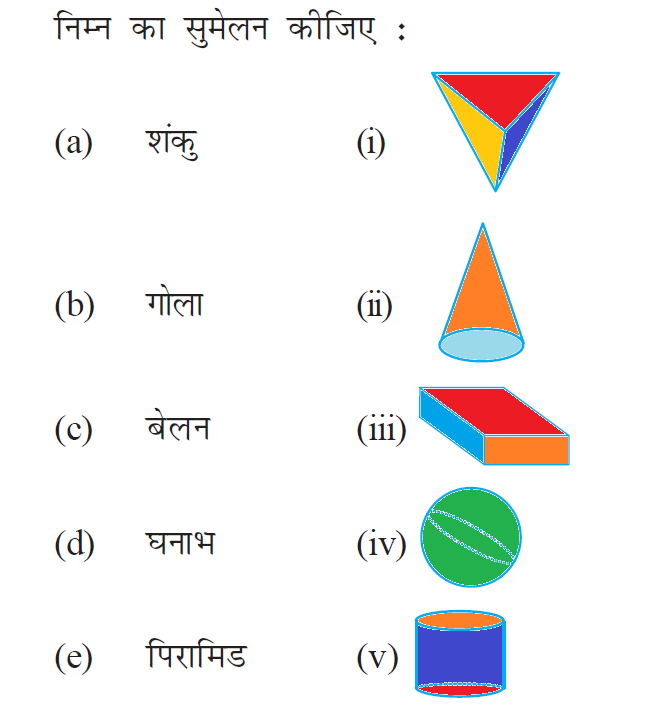 निम्न का सुमेलन कीजिए :
(a) शंकु (i)
(b) गोला (ii)
(c) बेलन (iii)
(d) घनाभ (iv)
(e) पिरामिड (v)